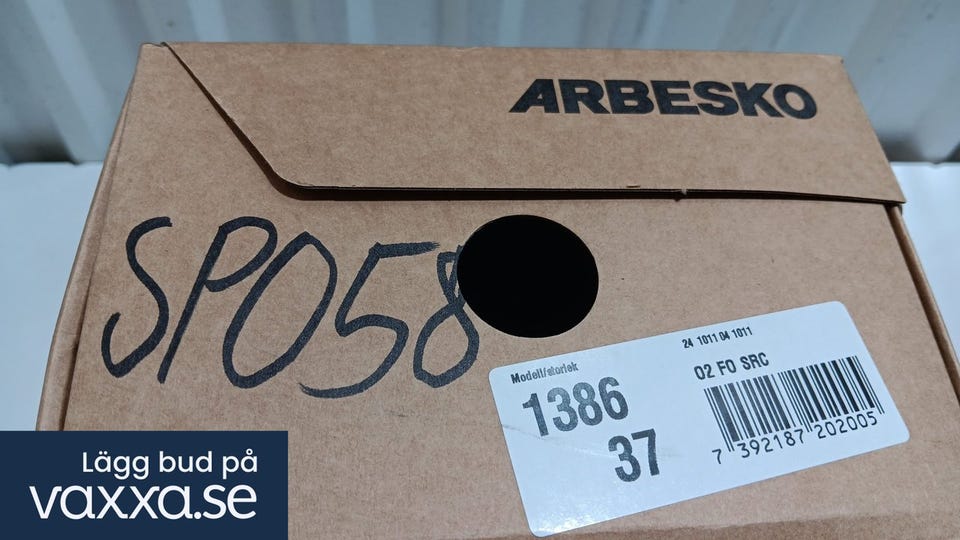 ARBESKO
SPO58
24 1011 04 1011
Modell/storlek
O2 FO SRC
1386
37
7 392187 202005
Lägg bud på
vaxxa.se